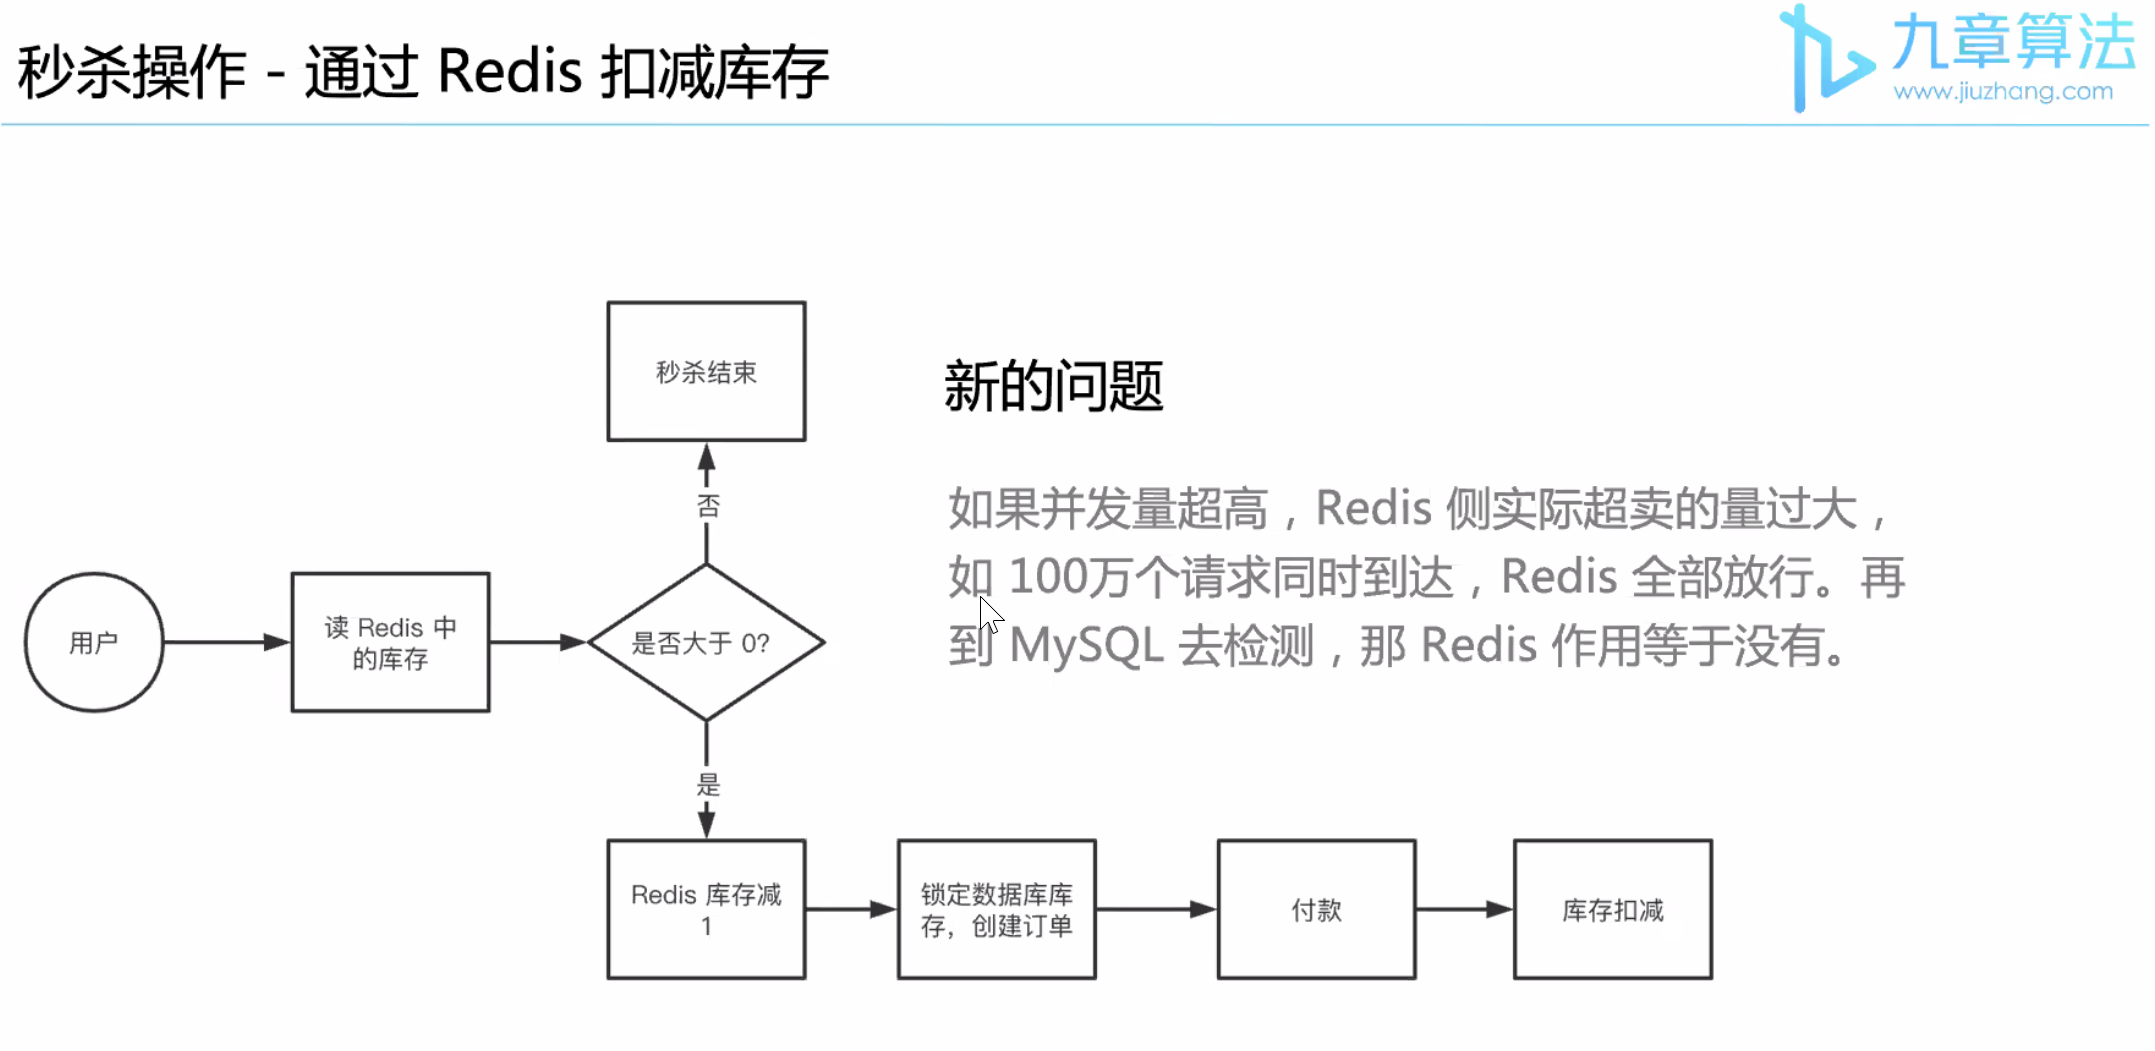 秒杀操作 - 通过 Redis 扣减库存
九章算法
www.jiuzhang.com
秒杀结束
新的问题
如果并发量超高，Redis 侧实际超卖的量过大，
如 100万个请求同时到达，Redis 全部放行。再
到 MySQL 去检测，那 Redis 作用等于没有。
否
用户
读 Redis 中
的库存
是否大于 0?
是
Redis 库存减
1
锁定数据库库
存，创建订单
付款
库存扣减